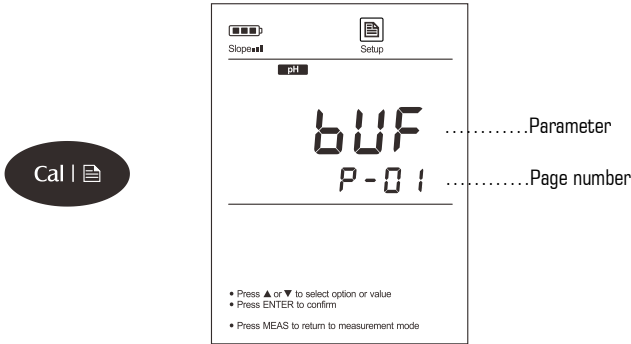 Slope
Setup
pH
bUF
...........Parameter
P-01
...........Page number
Cal |
• Press ▲ or ▼ to select option or value
• Press ENTER to confirm
• Press MEAS to return to measurement mode